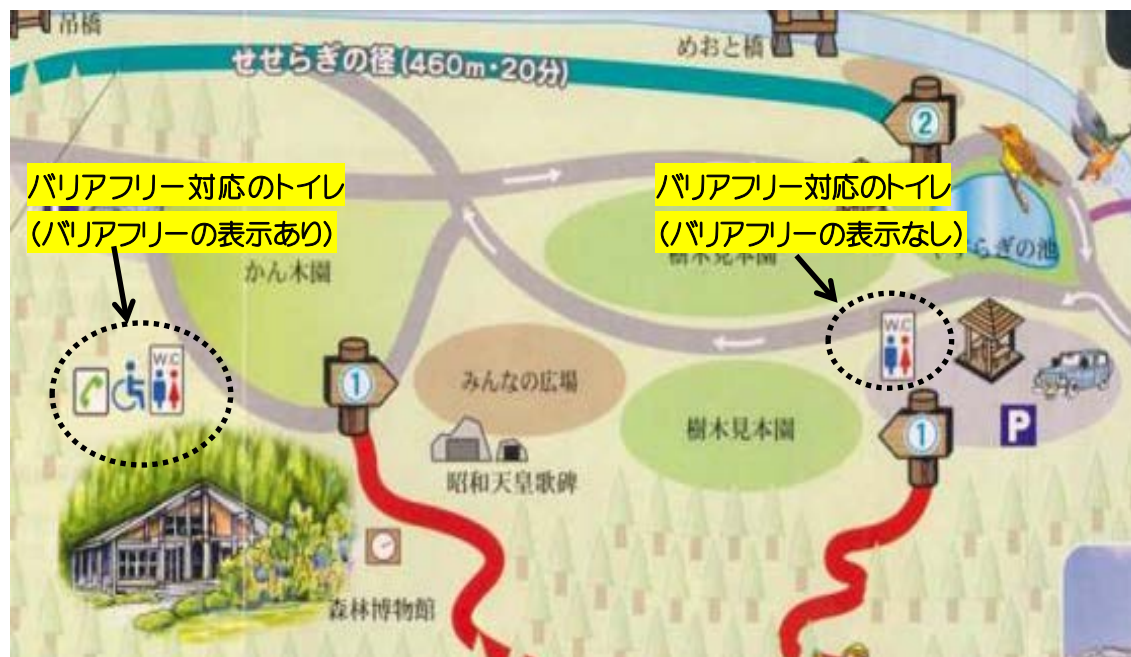 吊橋
めおと橋
せせらぎの径(460m・20分)
②
バリアフリー対応のトイレ
(バリアフリーの表示あり)
バリアフリー対応のトイレ
(バリアフリーの表示なし)
かん木園
樹木見本園
らぎの池
W.C
W.C
①
みんなの広場
樹木見本園
①
P
昭和天皇歌碑
森林博物館